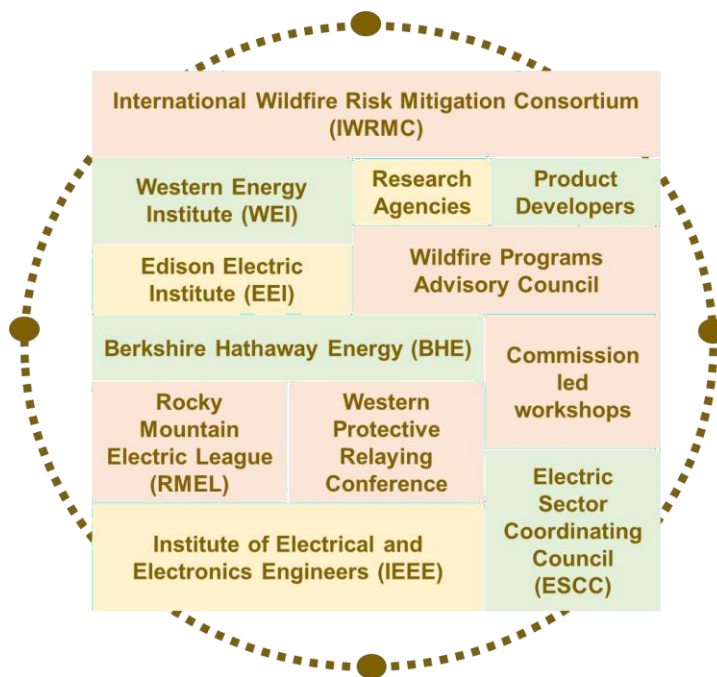 International Wildfire Risk Mitigation Consortium
(IWRMC)
Western Energy
Institute (WEI)
Research
Agencies
Product
Developers
Edison Electric
Institute (EEI)
Wildfire Programs
Advisory Council
Berkshire Hathaway Energy (BHE)
Commission
led
workshops
Rocky
Mountain
Electric League
(RMEL)
Western
Protective
Relaying
Conference
Electric
Sector
Coordinating
Council
(ESCC)
Institute of Electrical and
Electronics Engineers (IEEE)